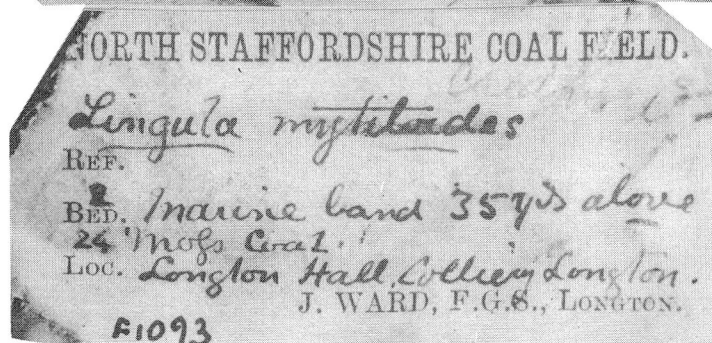 NORTH STAFFORDSHIRE COAL FIELD.
Lingula mytiloides
REF.
2
BED. Marine band 35 yds above
24 Moss Coal.
Loc. Longton Hall, Colliery Longton.
J. WARD, F.G.S., LONGTON.
F1093